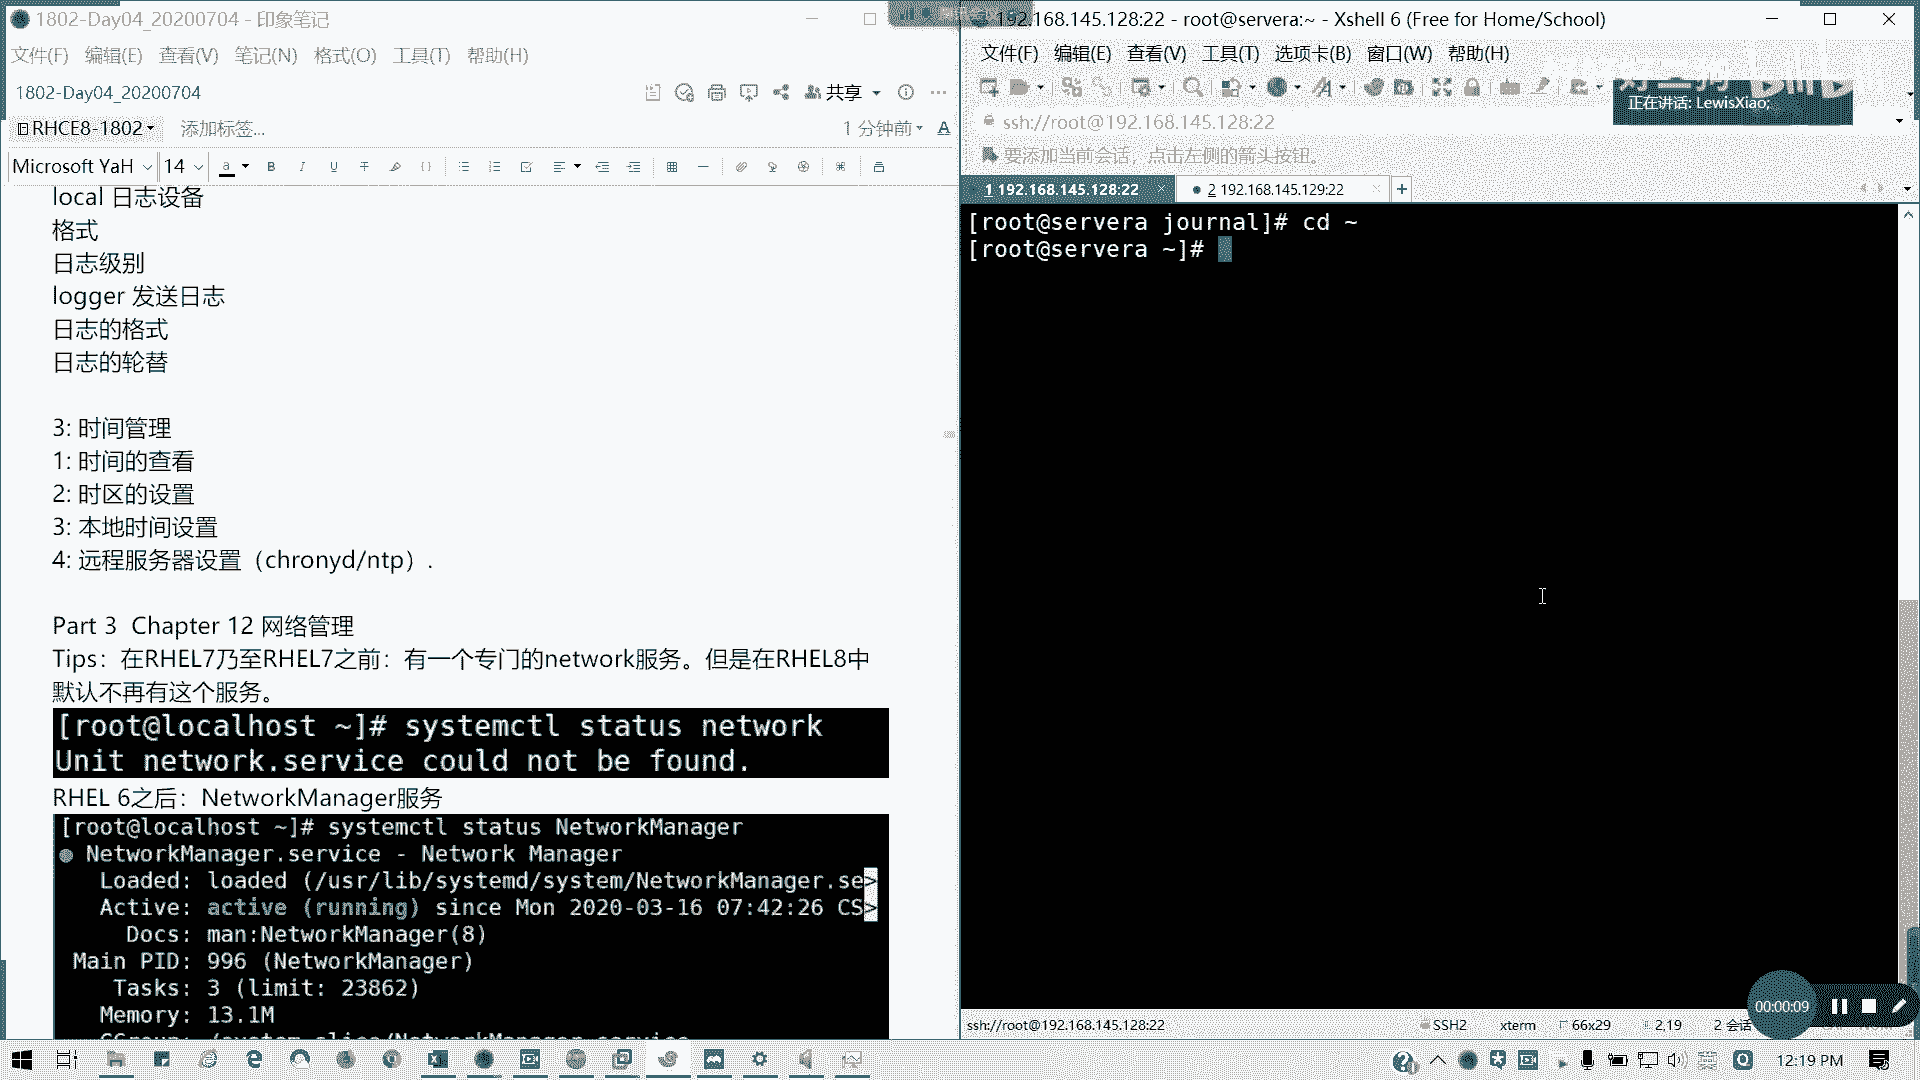 1802-Day04_20200704 - 印象笔记
文件(F) 编辑(E) 查看(V) 笔记(N) 格式(O) 工具(T) 帮助(H)
1802-Day04_20200704
共享
RHCE8-1802 添加标签...
1 分钟前
Microsoft YaH 14
local 日志设备
格式
日志级别
logger 发送日志
日志的格式
日志的轮替
3: 时间管理
1: 时间的查看
2: 时区的设置
3: 本地时间设置
4: 远程服务器设置（chronyd/ntp）.
Part 3 Chapter 12 网络管理
Tips：在RHEL7乃至RHEL7之前：有一个专门的network服务。但是在RHEL8中
默认不再有这个服务。
[root@localhost ~]# systemctl status network
Unit network.service could not be found.
RHEL 6之后：NetworkManager服务
[root@localhost ~]# systemctl status NetworkManager
● NetworkManager.service - Network Manager
Loaded: loaded (/usr/lib/systemd/system/NetworkManager.se>
Active: active (running) since Mon 2020-03-16 07:42:26 CS>
Docs: man:NetworkManager(8)
Main PID: 996 (NetworkManager)
Tasks: 3 (limit: 23862)
Memory: 13.1M
192.168.145.128:22 - root@servera:~ - Xshell 6 (Free for Home/School)
文件(F) 编辑(E) 查看(V) 工具(T) 选项卡(B) 窗口(W) 帮助(H)
正在讲话: LewisXiao;
ssh://root@192.168.145.128:22
要添加当前会话，点击左侧的箭头按钮。
1 192.168.145.128:22 2 192.168.145.129:22
[root@servera journal]# cd ~
[root@servera ~]#
00:00:09
ssh://root@192.168.145.128:22 SSH2 xterm 66x29 2,19 2 会话
12:19 PM